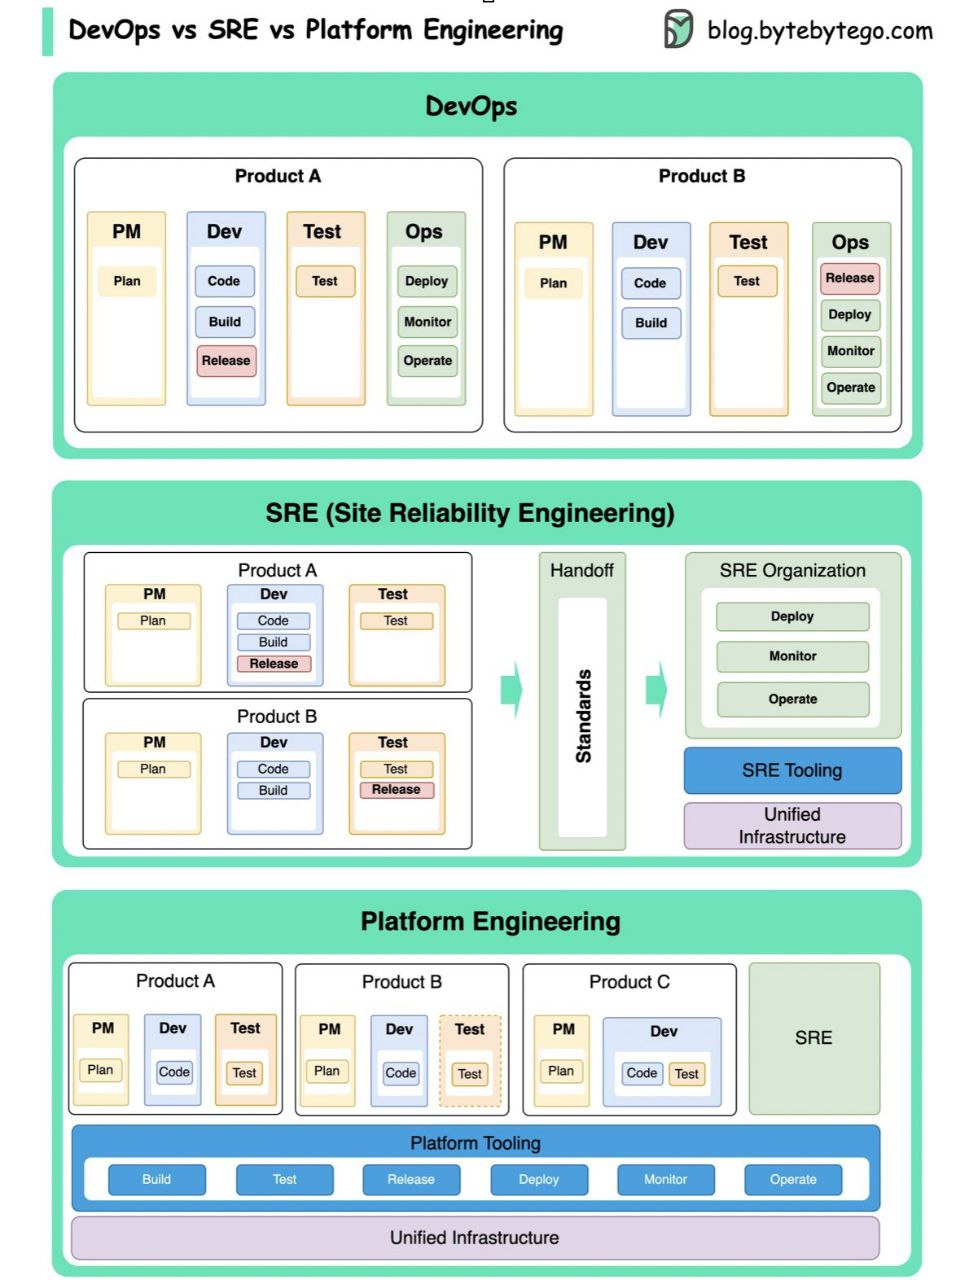 DevOps vs SRE vs Platform Engineering
blog.bytebytego.com
DevOps
Product A
PM
Plan
Dev
Code
Build
Release
Test
Test
Ops
Deploy
Monitor
Operate
Product B
PM
Plan
Dev
Code
Build
Test
Test
Ops
Release
Deploy
Monitor
Operate
SRE (Site Reliability Engineering)
Product A
PM
Plan
Dev
Code
Build
Release
Test
Test
Product B
PM
Plan
Dev
Code
Build
Test
Test
Release
Handoff
Standards
SRE Organization
Deploy
Monitor
Operate
SRE Tooling
Unified
Infrastructure
Platform Engineering
Product A
PM
Plan
Dev
Code
Test
Test
Product B
PM
Plan
Dev
Code
Test
Test
Product C
PM
Plan
Dev
Code
Test
SRE
Platform Tooling
Build
Test
Release
Deploy
Monitor
Operate
Unified Infrastructure